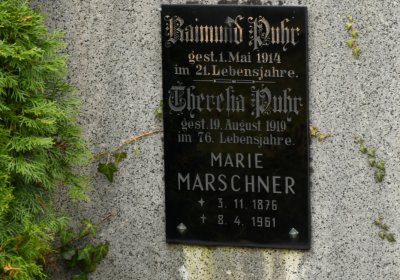 Raimund Puhr
gest. 1. Mai 1914
im 21. Lebensjahre.
Theresia Puhr
gest. 19. August 1919
im 76. Lebensjahre.
MARIE
MARSCHNER
* 3. 11. 1876
✝ 8. 4. 1961